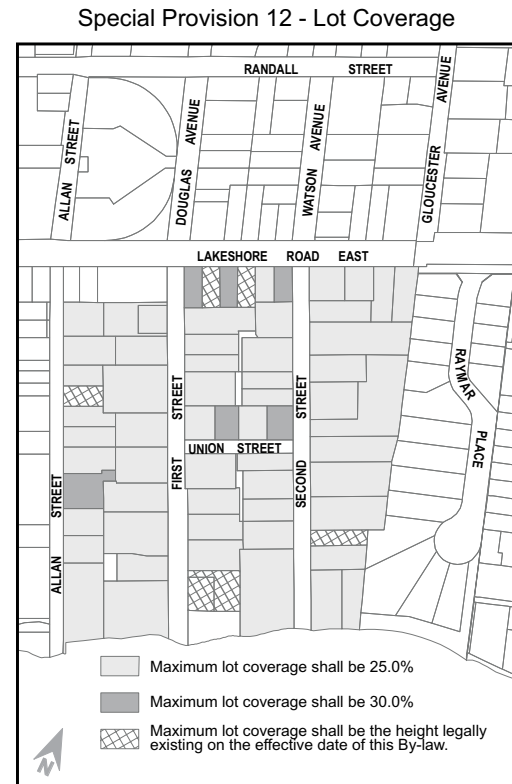 Special Provision 12 - Lot Coverage
RANDALL STREET
ALLAN STREET
DOUGLAS AVENUE
WATSON AVENUE
GLOUCESTER AVENUE
LAKESHORE ROAD EAST
ALLAN STREET
FIRST STREET
UNION STREET
SECOND STREET
RAYMAR PLACE
Maximum lot coverage shall be 25.0%
Maximum lot coverage shall be 30.0%
Maximum lot coverage shall be the height legally
existing on the effective date of this By-law.
N